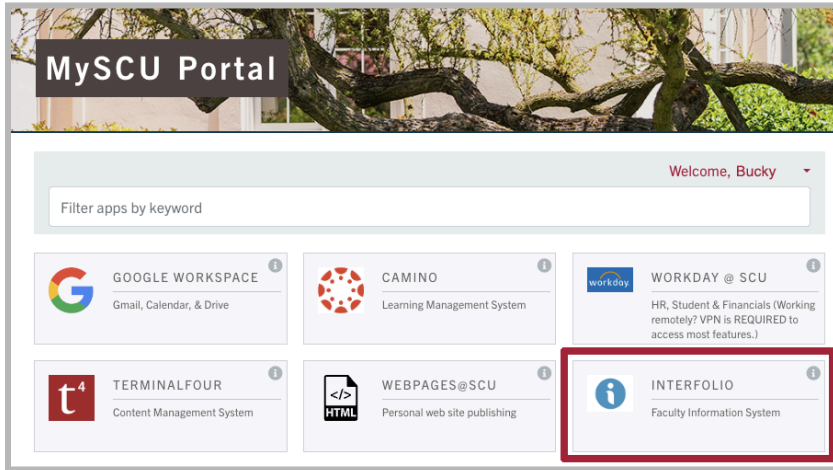 MySCU Portal
Welcome, Bucky
Filter apps by keyword
GOOGLE WORKSPACE
Gmail, Calendar, & Drive
CAMINO
Learning Management System
workday.
WORKDAY @ SCU
HR, Student & Financials (Working
remotely? VPN is REQUIRED to
access most features.)
t4
TERMINALFOUR
Content Management System
</>
HTML
WEBPAGES@SCU
Personal web site publishing
INTERFOLIO
Faculty Information System